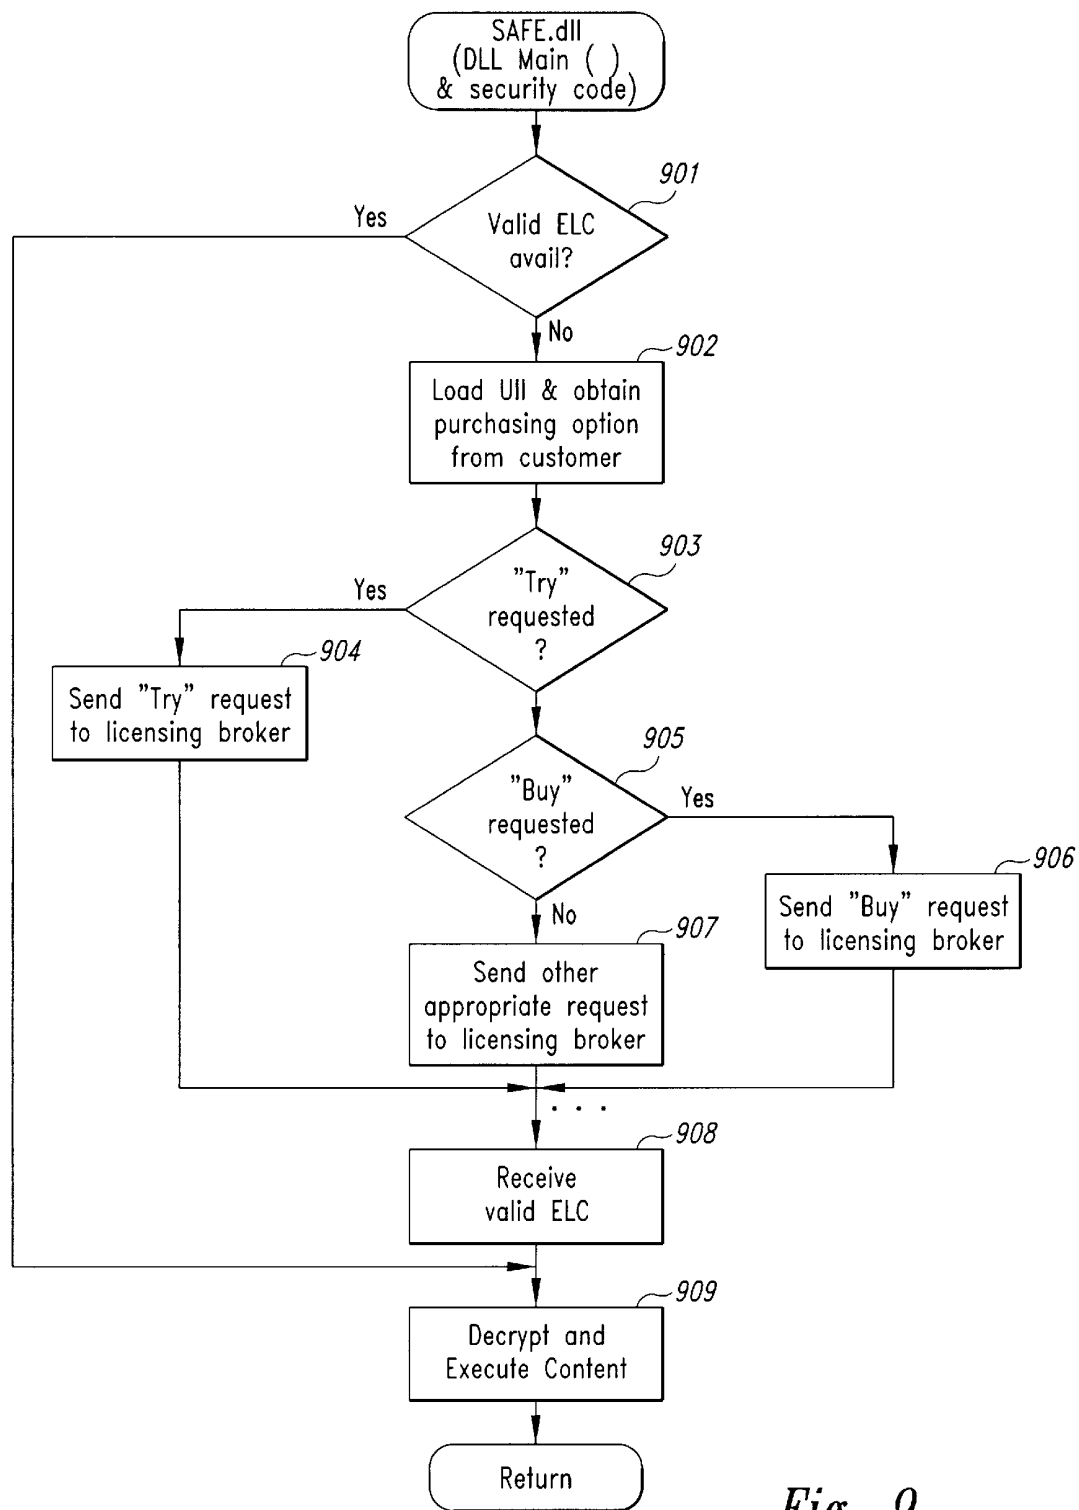 SAFE.dll
(DLL Main ( )
& security code)
901
Yes
Valid ELC
avail?
No
902
Load UII & obtain
purchasing option
from customer
903
Yes
"Try"
requested
?
904
Send "Try" request
to licensing broker
905
"Buy"
requested
?
Yes
906
Send "Buy" request
to licensing broker
No
907
Send other
appropriate request
to licensing broker
. . .
908
Receive
valid ELC
909
Decrypt and
Execute Content
Return
Fig. 9